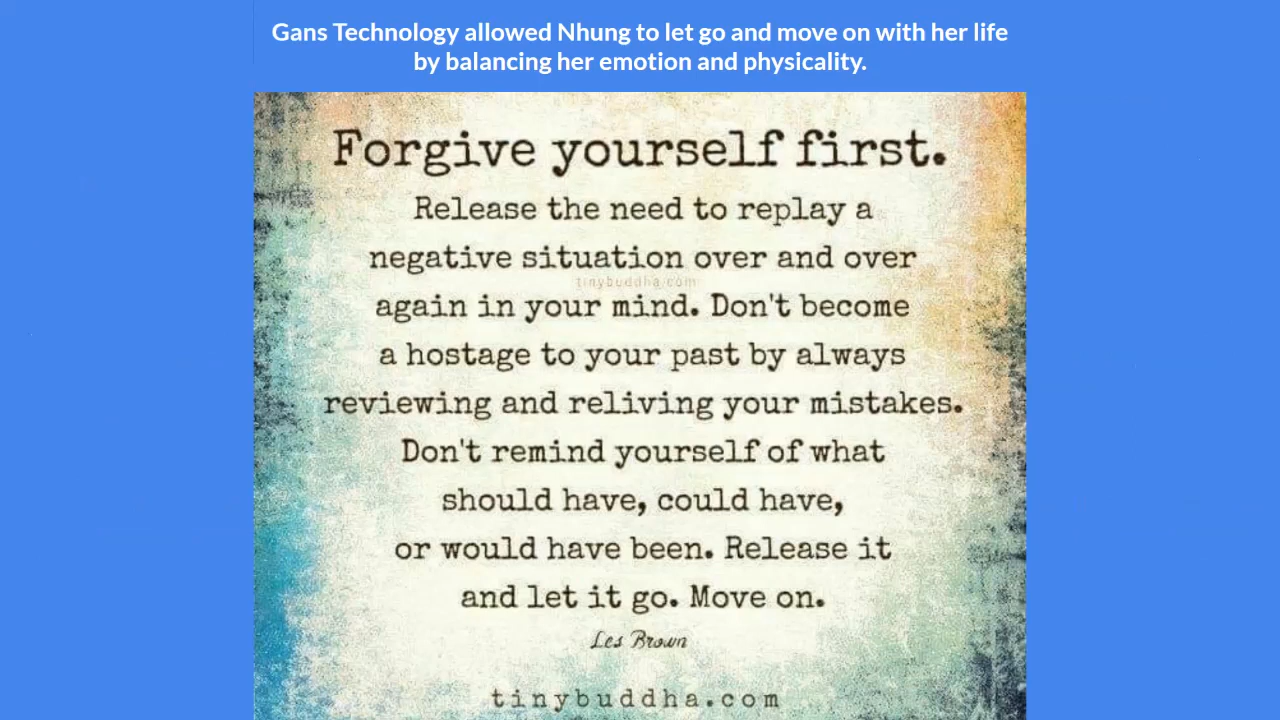 Gans Technology allowed Nhung to let go and move on with her life
by balancing her emotion and physicality.
Forgive yourself first.
Release the need to replay a
negative situation over and over
tinybuddha.com
again in your mind. Don't become
a hostage to your past by always
reviewing and reliving your mistakes.
Don't remind yourself of what
should have, could have,
or would have been. Release it
and let it go. Move on.
Les Brown
tinybuddha.com